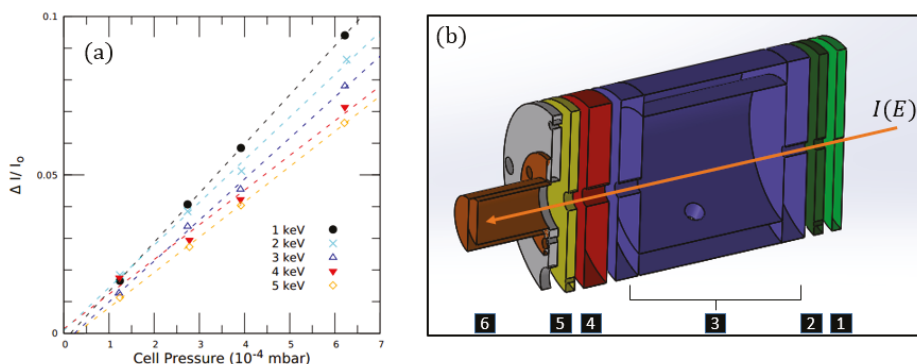 (a)
0.1
0.05
0
Δ I/ I₀
0 1 2 3 4 5 6 7
Cell Pressure (10⁻⁴ mbar)
1 keV
2 keV
3 keV
4 keV
5 keV
(b)
I(E)
6 5 4 3 2 1